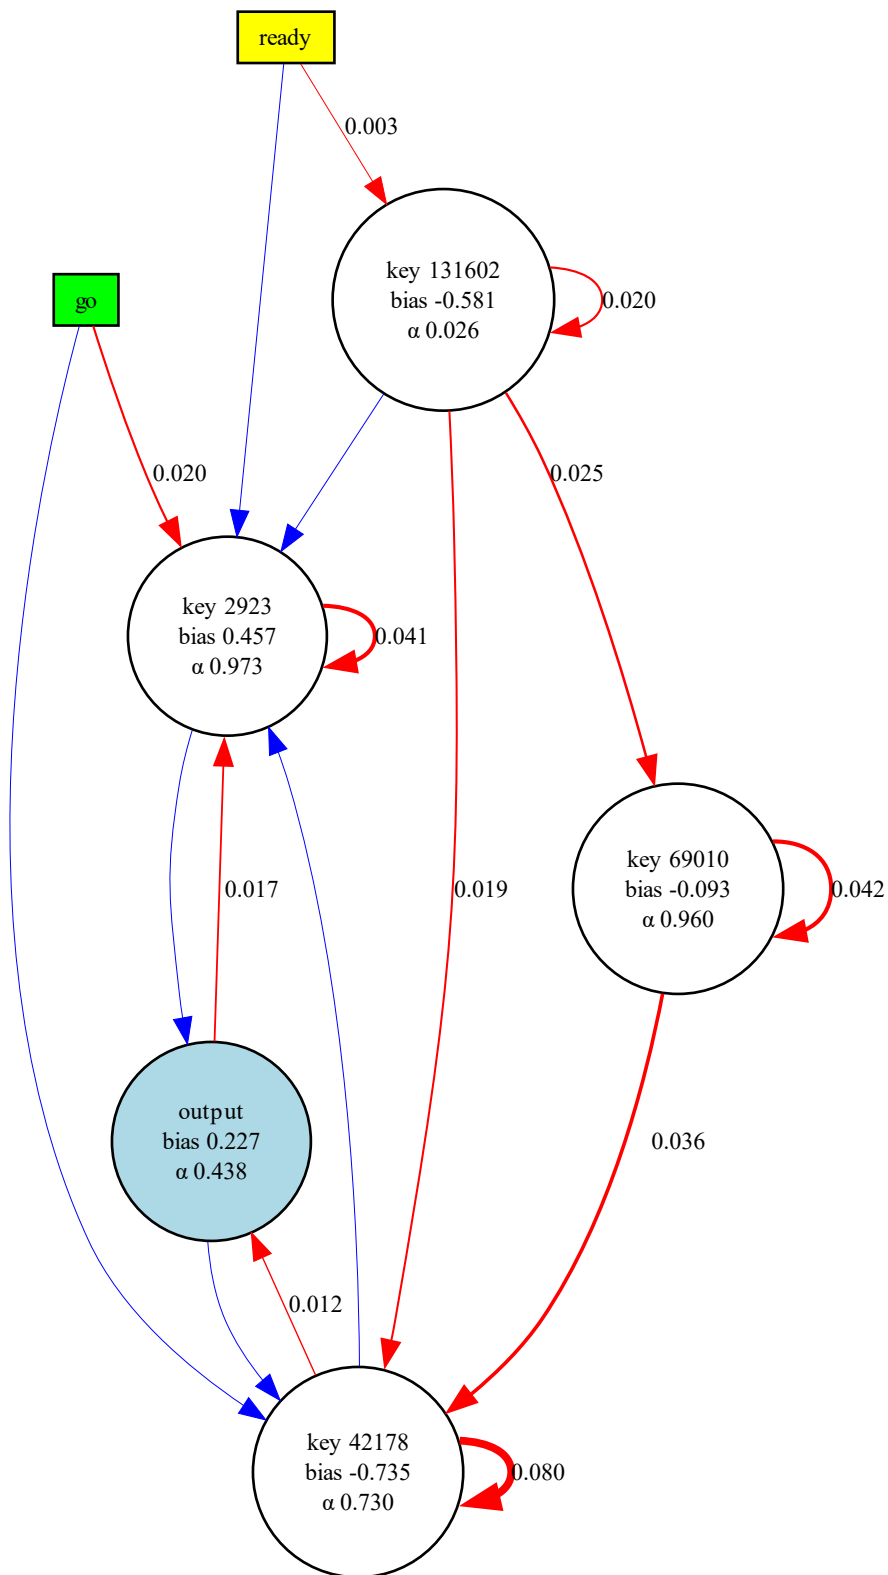 ready
0.003
key 131602
bias -0.581
α 0.026
0.020
go
0.020
0.025
key 2923
bias 0.457
α 0.973
0.041
key 69010
bias -0.093
α 0.960
0.042
0.017
0.019
output
bias 0.227
α 0.438
0.036
0.012
key 42178
bias -0.735
α 0.730
0.080